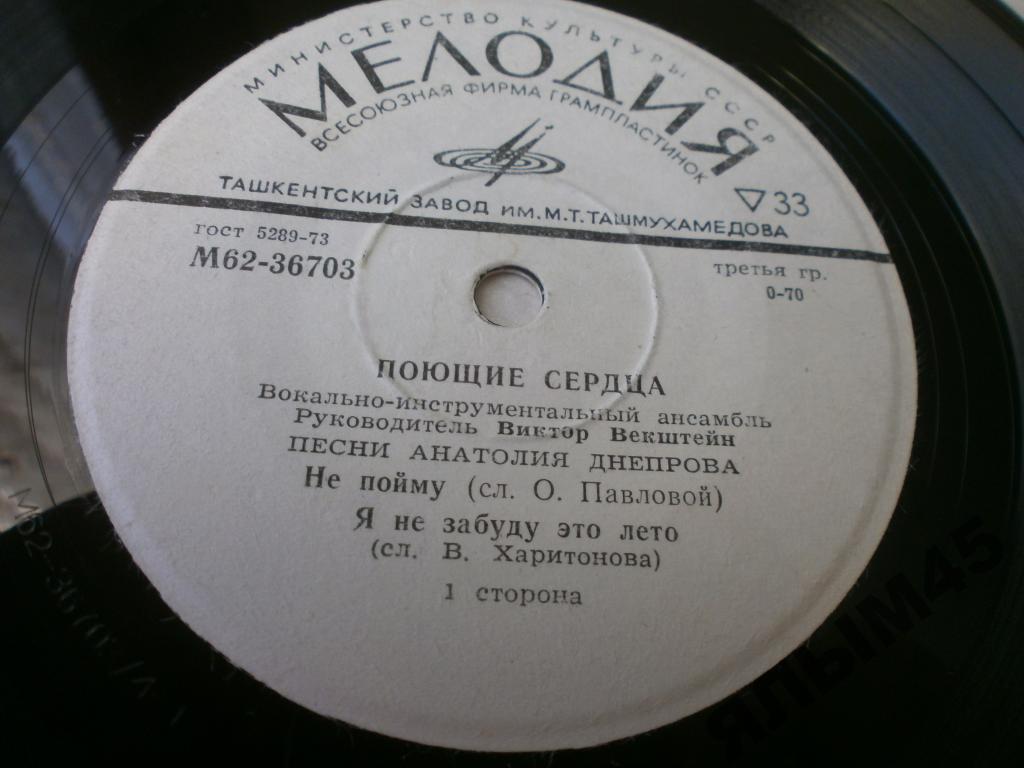 МИНИСТЕРСТВО КУЛЬТУРЫ СССР
МЕЛОДИЯ
ВСЕСОЮЗНАЯ ФИРМА ГРАМПЛАСТИНОК
▽33
ТАШКЕНТСКИЙ ЗАВОД ИМ.М.Т.ТАШМУХАМЕДОВА
гост 5289-73
М62-36703
третья гр.
0-70
ПОЮЩИЕ СЕРДЦА
Вокально-инструментальный ансамбль
Руководитель Виктор Векштейн
ПЕСНИ АНАТОЛИЯ ДНЕПРОВА
Не пойму (сл. О. Павловой)
Я не забуду это лето
(сл. В. Харитонова)
1 сторона
ЯЛЫМ45